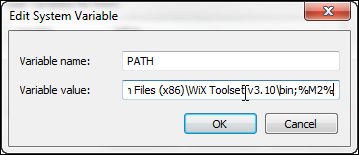 Edit System Variable
Variable name:
PATH
Variable value:
n Files (x86)\WiX Toolset v3.10\bin;%M2%
OK
Cancel